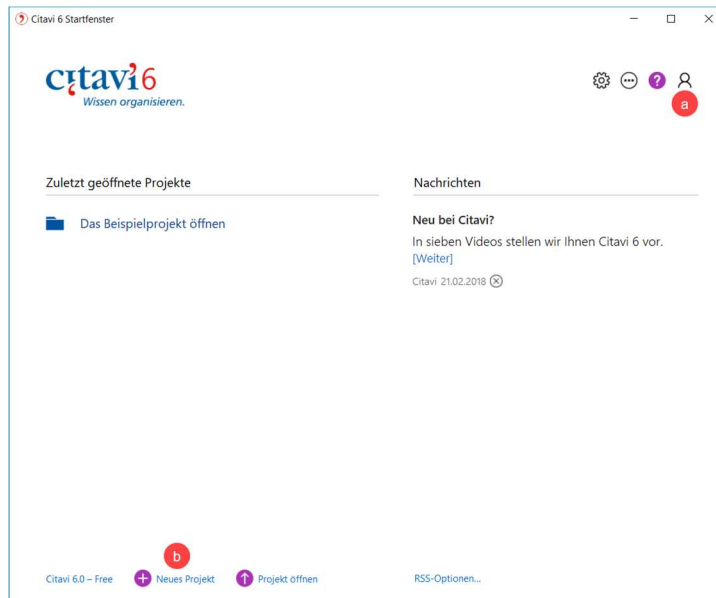 Citavi 6 Startfenster
citavi 6
Wissen organisieren.
?
a
Zuletzt geöffnete Projekte
Das Beispielprojekt öffnen
Nachrichten
Neu bei Citavi?
In sieben Videos stellen wir Ihnen Citavi 6 vor.
[Weiter]
Citavi 21.02.2018
b
Citavi 6.0 – Free
Neues Projekt
Projekt öffnen
RSS-Optionen...